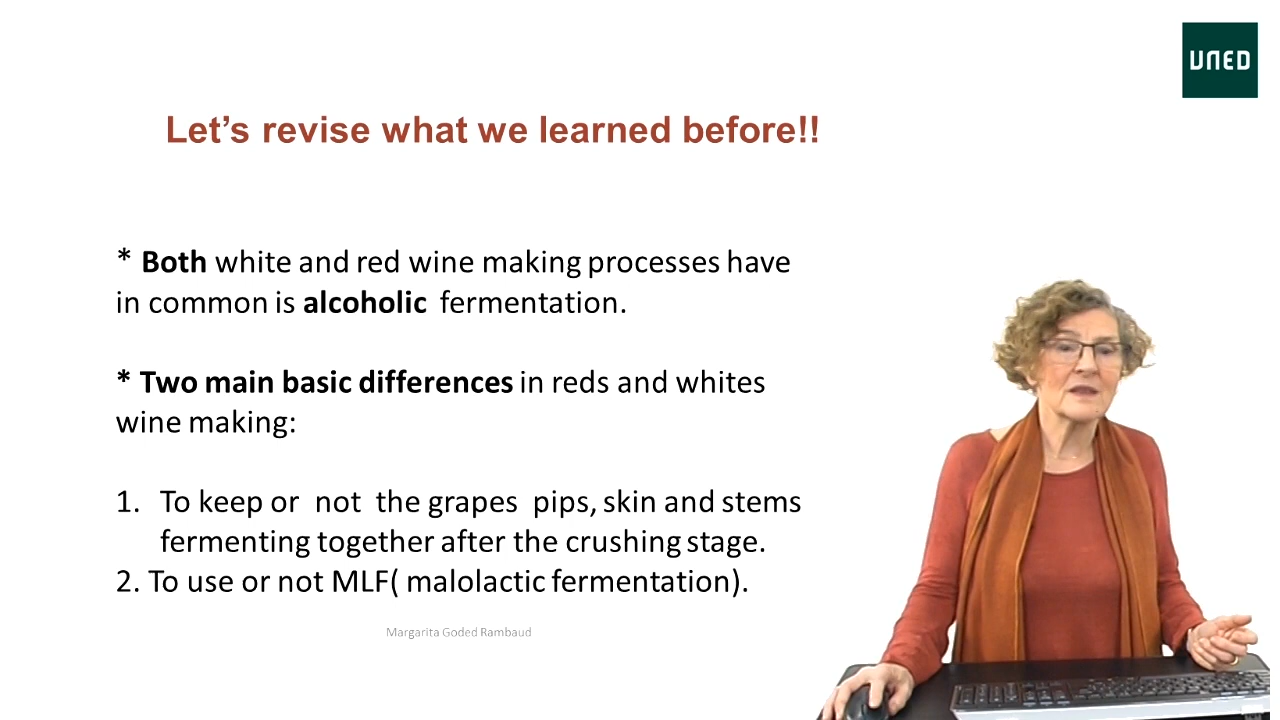 UNED
Let's revise what we learned before!!
* Both white and red wine making processes have
in common is alcoholic fermentation.
* Two main basic differences in reds and whites
wine making:
1. To keep or not the grapes pips, skin and stems
fermenting together after the crushing stage.
2. To use or not MLF( malolactic fermentation).
Margarita Goded Rambaud